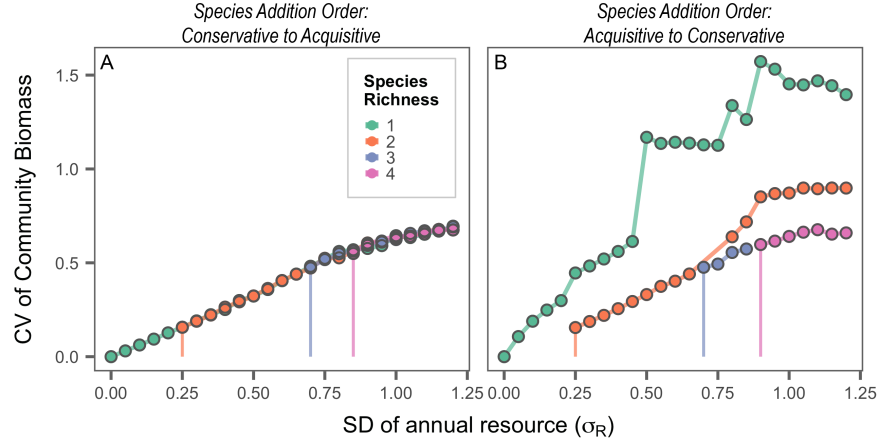 Species Addition Order:
Conservative to Acquisitive
Species Addition Order:
Acquisitive to Conservative
A
B
Species
Richness
1
2
3
4
CV of Community Biomass
1.5
1.0
0.5
0.0
0.00 0.25 0.50 0.75 1.00 1.25
0.00 0.25 0.50 0.75 1.00 1.25
SD of annual resource (σR)